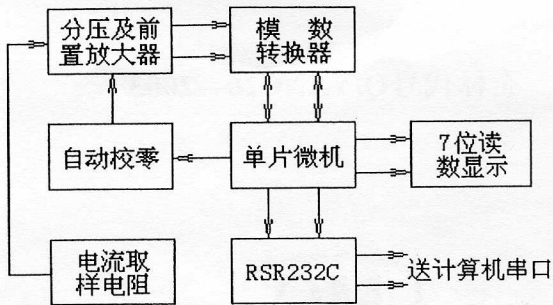 分压及前
置放大器
模 数
转换器
自动校零
单片微机
7位读
数显示
电流取
样电阻
RSR232C
送计算机串口